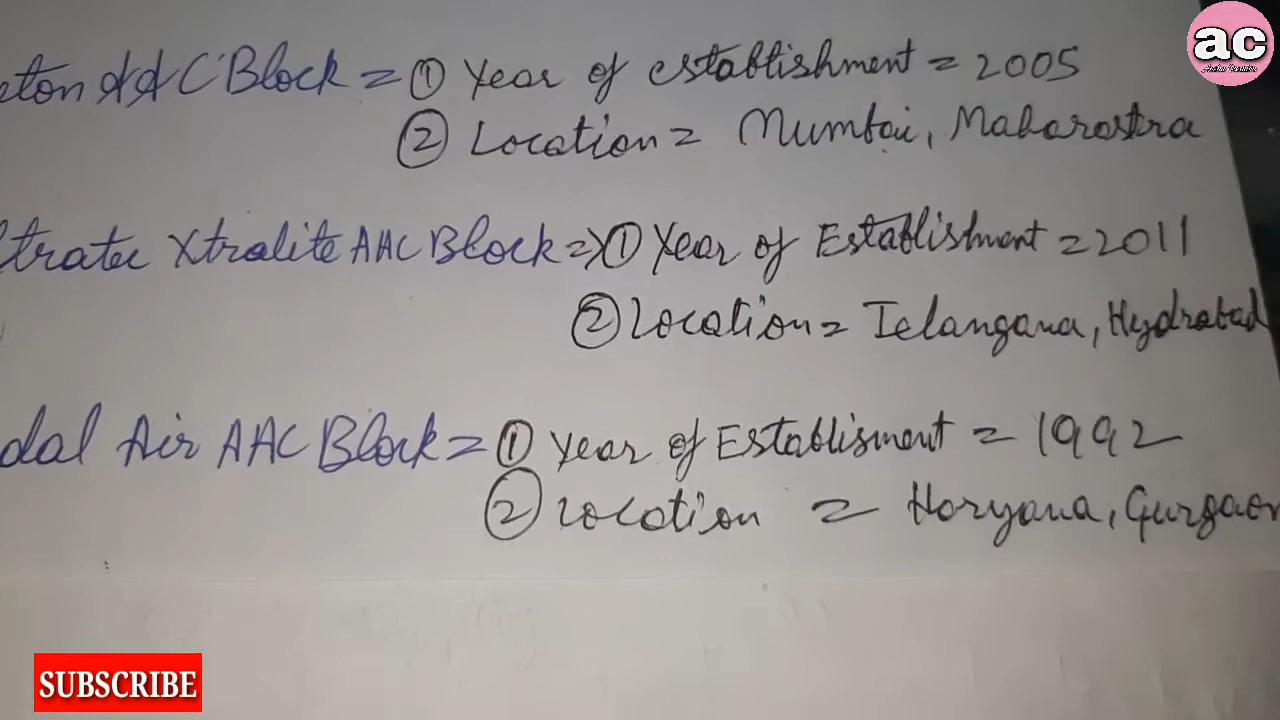 ac
eton AAC Block = ① Year of establishment = 2005
② Location = Mumbai, Maharastra
ltratec Xtralite AAC Block => ① Year of Establishment = 2011
② Location = Telangana, Hydrabad
dal Air AAC Block = ① Year of Establisment = 1992
② Location = Horyana, Gurgaon
SUBSCRIBE